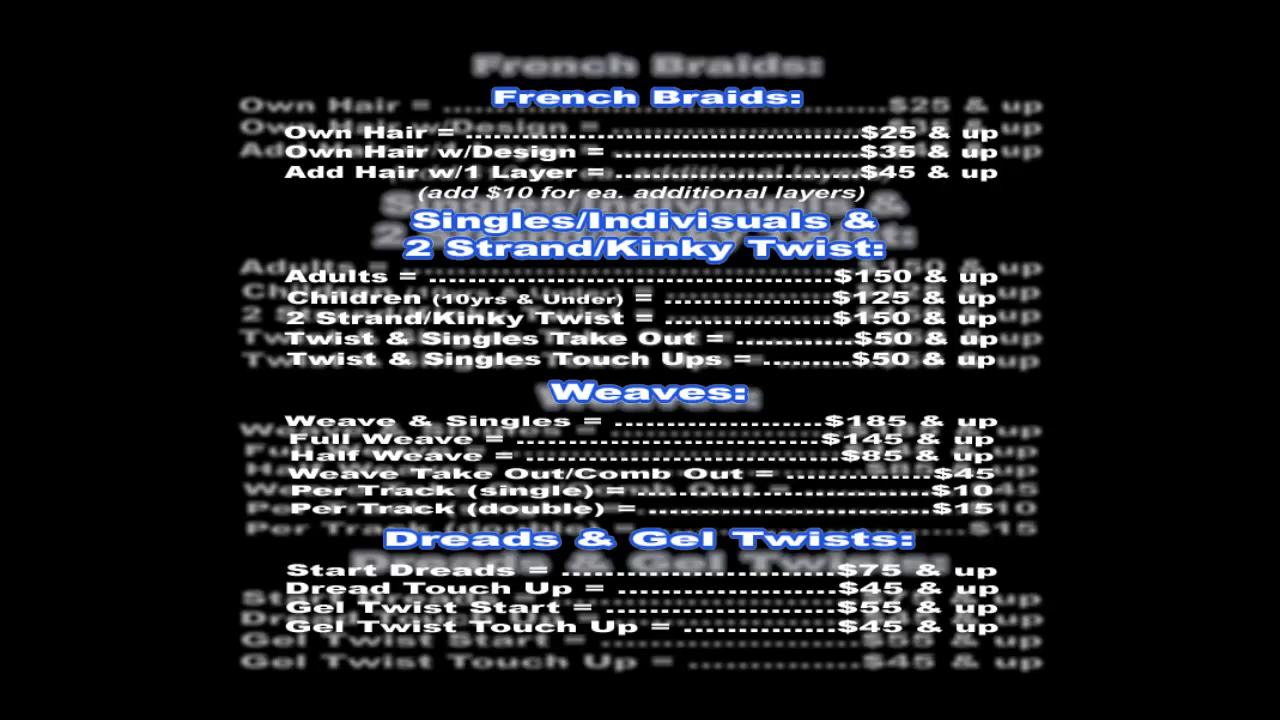 French Braids:
Own Hair = ..........................................$25 & up
Own Hair w/Design = ..........................$35 & up
Add Hair w/1 Layer = ..........................$45 & up
(add $10 for ea. additional layers)
Singles/Indivisuals &
2 Strand/Kinky Twist:
Adults = ..........................................$150 & up
Children (10yrs & Under) = .................$125 & up
2 Strand/Kinky Twist = .................$150 & up
Twist & Singles Take Out = ............$50 & up
Twist & Singles Touch Ups = .........$50 & up
Weaves:
Weave & Singles = .....................$185 & up
Full Weave = ...............................$145 & up
Half Weave = ................................$85 & up
Weave Take Out/Comb Out = ...............$45
Per Track (single) = ..............................$10
Per Track (double) = .............................$15
Dreads & Gel Twists:
Start Dreads = ............................$75 & up
Dread Touch Up = ......................$45 & up
Gel Twist Start = .......................$55 & up
Gel Twist Touch Up = ...............$45 & up